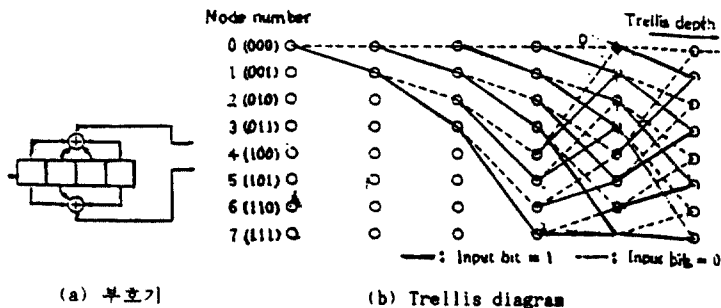 Node number
Trellis depth
0 (000)
1 (001)
2 (010)
3 (011)
4 (100)
5 (101)
6 (110)
7 (111)
: Input bit = 1
: Input bit = 0
(a) 부호기
(b) Trellis diagram